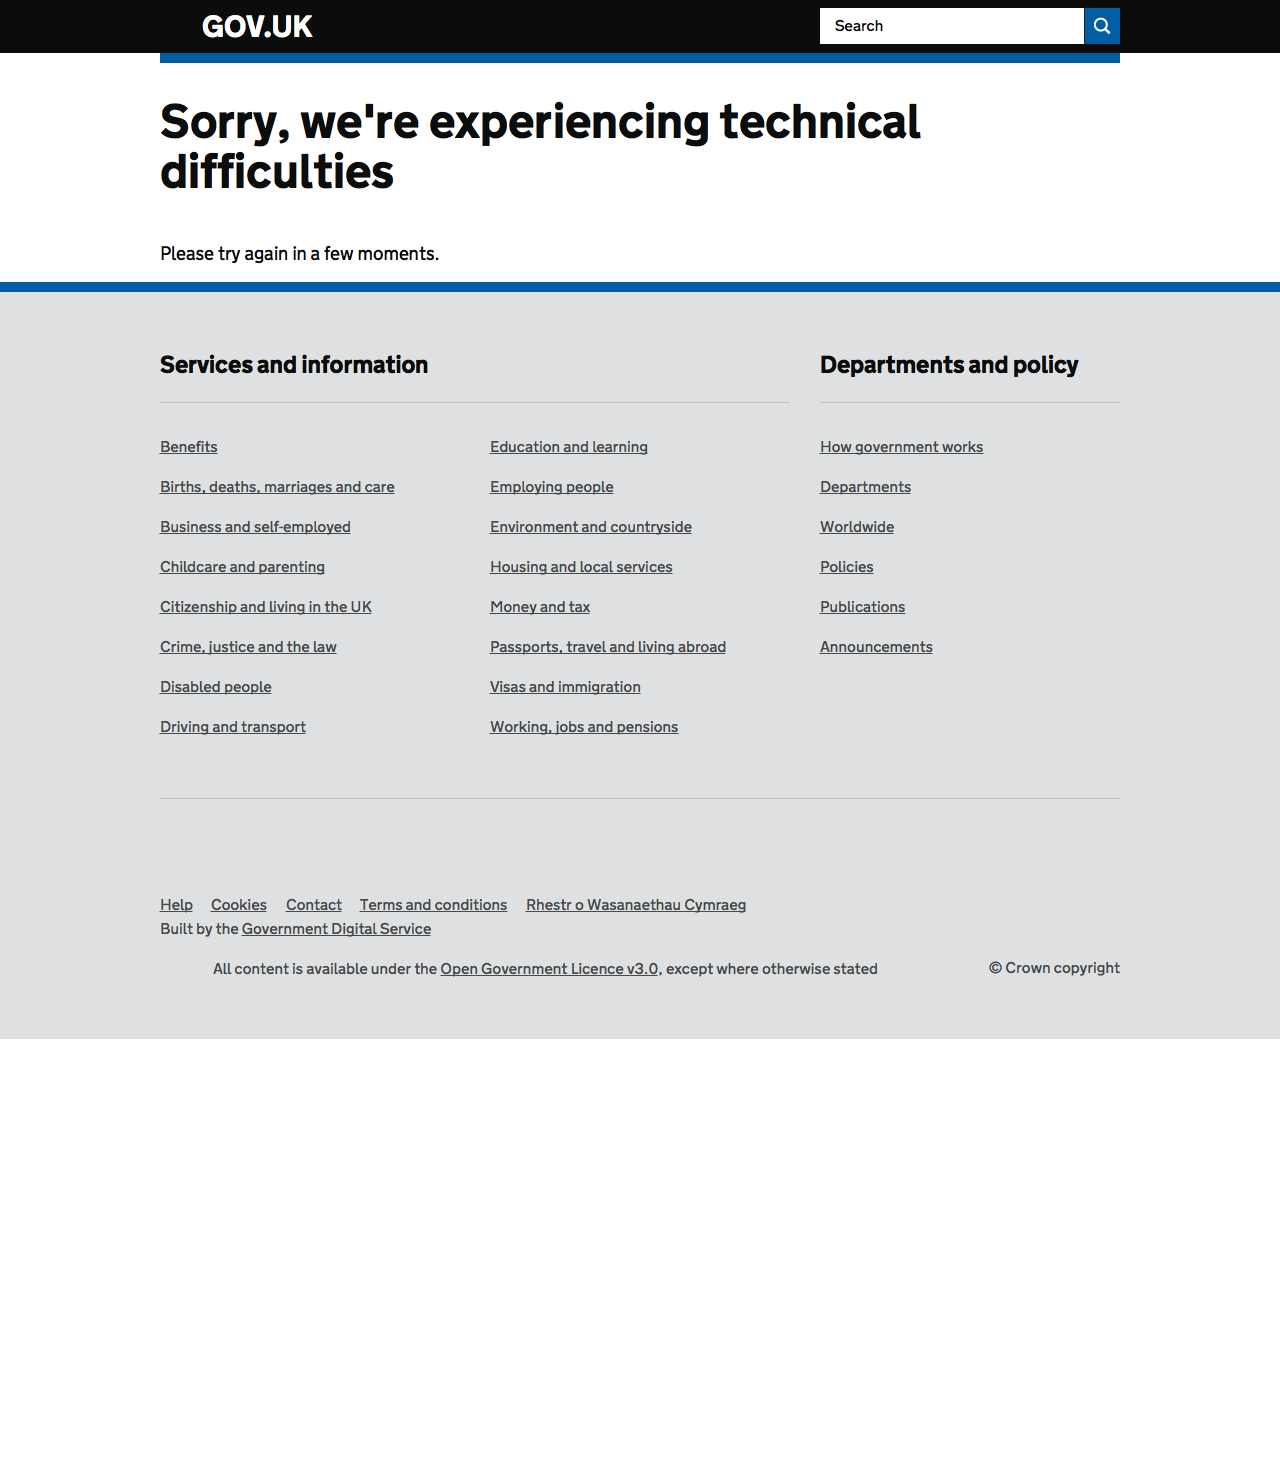 GOV.UK
Search
Sorry, we're experiencing technical
difficulties
Please try again in a few moments.
Services and information
Benefits
Births, deaths, marriages and care
Business and self-employed
Childcare and parenting
Citizenship and living in the UK
Crime, justice and the law
Disabled people
Driving and transport
Education and learning
Employing people
Environment and countryside
Housing and local services
Money and tax
Passports, travel and living abroad
Visas and immigration
Working, jobs and pensions
Departments and policy
How government works
Departments
Worldwide
Policies
Publications
Announcements
Help Cookies Contact Terms and conditions Rhestr o Wasanaethau Cymraeg
Built by the Government Digital Service
All content is available under the Open Government Licence v3.0, except where otherwise stated
© Crown copyright